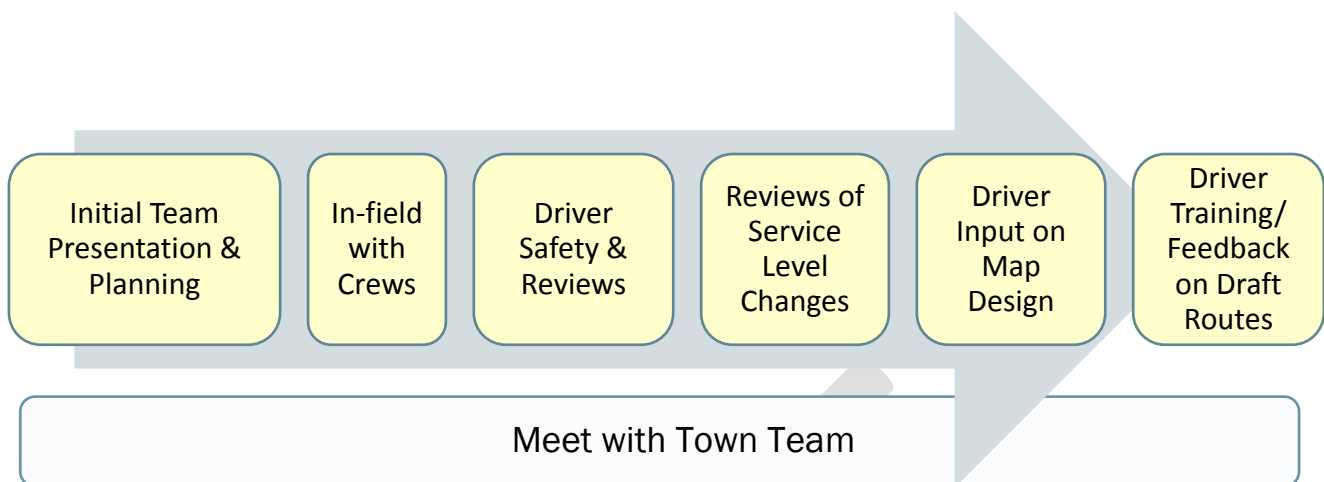 Initial Team
Presentation &
Planning
In-field
with
Crews
Driver
Safety &
Reviews
Reviews of
Service
Level
Changes
Driver
Input on
Map
Design
Driver
Training/
Feedback
on Draft
Routes
Meet with Town Team